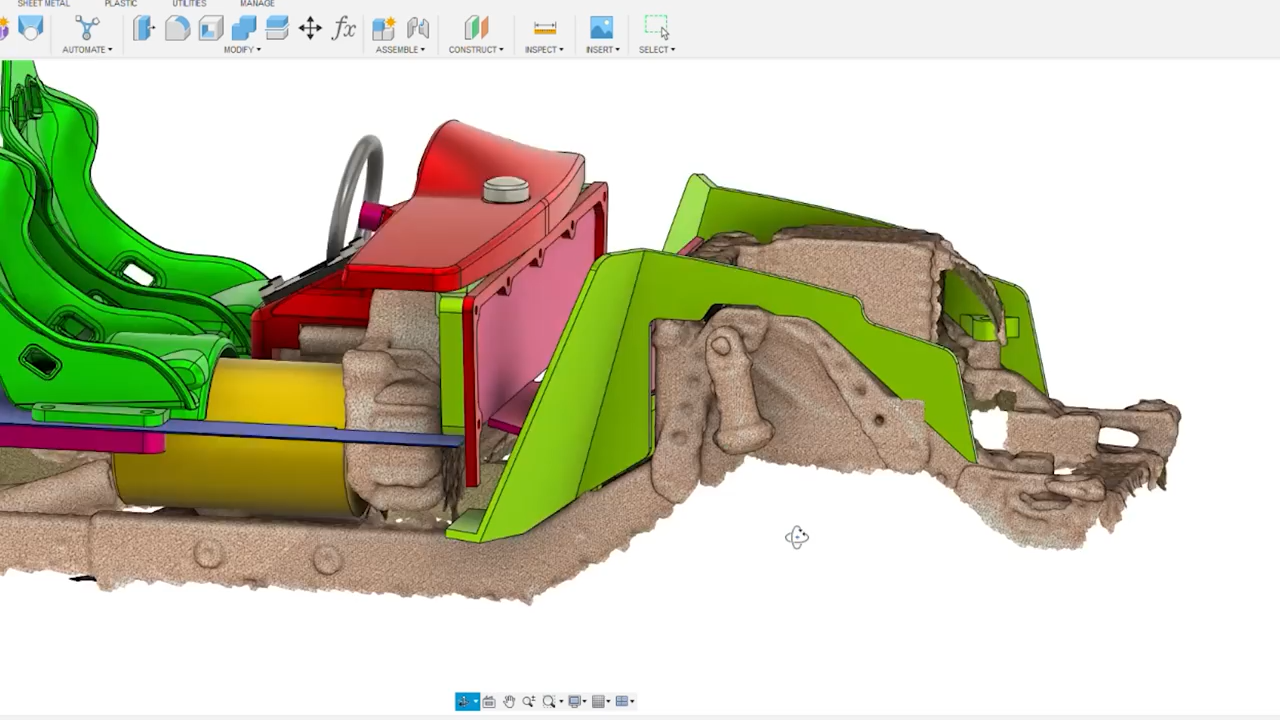 SHEET METAL PLASTIC UTILITIES MANAGE
AUTOMATE MODIFY ASSEMBLE CONSTRUCT INSPECT INSERT SELECT